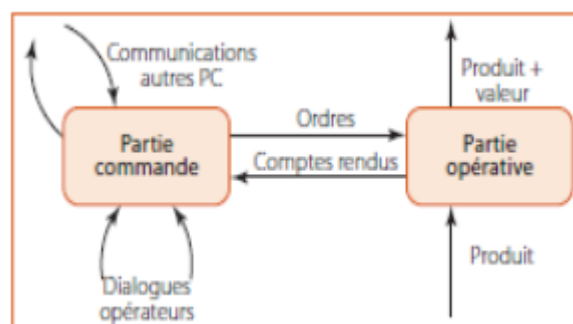 Communications
autres PC
Produit +
valeur
Ordres
Partie
commande
Partie
opérative
Comptes rendus
Produit
Dialogues
opérateurs